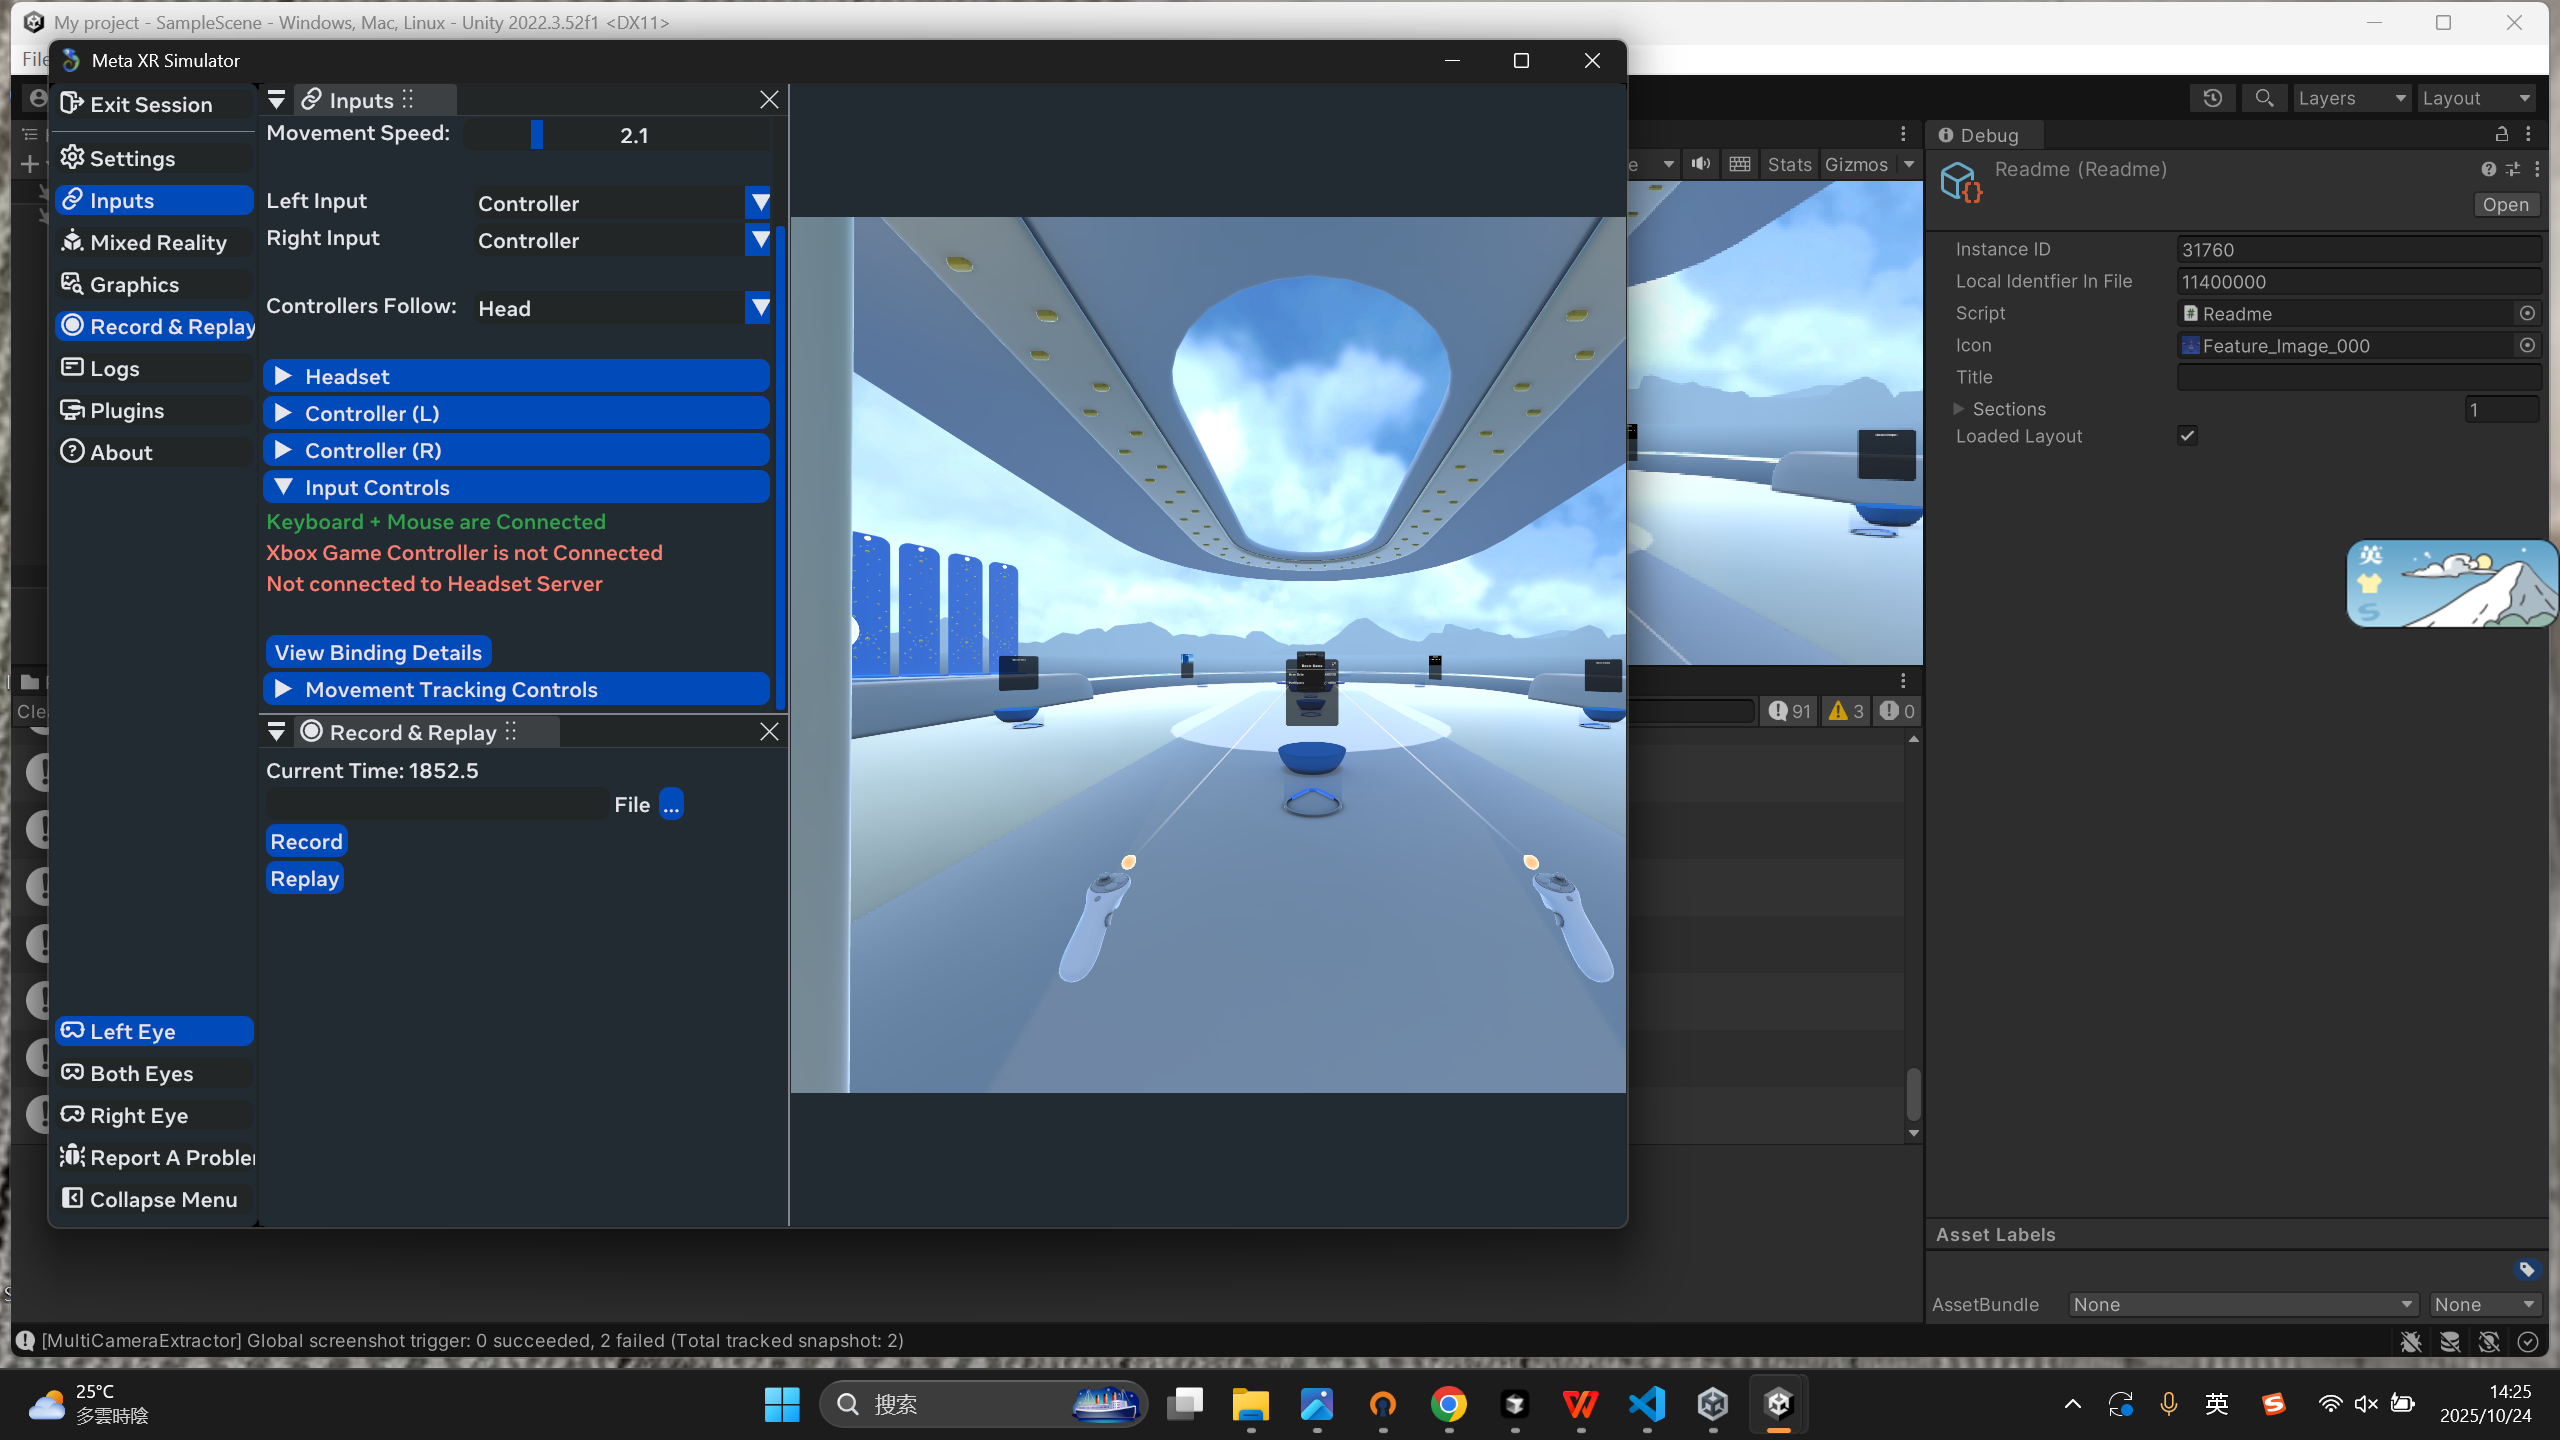 My project - SampleScene - Windows, Mac, Linux - Unity 2022.3.52f1 <DX11>
File
Meta XR Simulator
Exit Session
Settings
Inputs
Mixed Reality
Graphics
Record & Replay
Logs
Plugins
About
Left Eye
Both Eyes
Right Eye
Report A Probler
Collapse Menu
Inputs
Movement Speed: 2.1
Left Input Controller
Right Input Controller
Controllers Follow: Head
Headset
Controller (L)
Controller (R)
Input Controls
Keyboard + Mouse are Connected
Xbox Game Controller is not Connected
Not connected to Headset Server
View Binding Details
Movement Tracking Controls
Record & Replay
Current Time: 1852.5
File ...
Record
Replay
Cle
Layers
Layout
e
Stats
Gizmos
91
3
0
Debug
Readme (Readme)
Open
Instance ID 31760
Local Identfier In File 11400000
Script Readme
Icon Feature_Image_000
Title
Sections 1
Loaded Layout
英
Asset Labels
AssetBundle None None
[MultiCameraExtractor] Global screenshot trigger: 0 succeeded, 2 failed (Total tracked snapshot: 2)
25°C
多雲時陰
搜索
英
14:25
2025/10/24